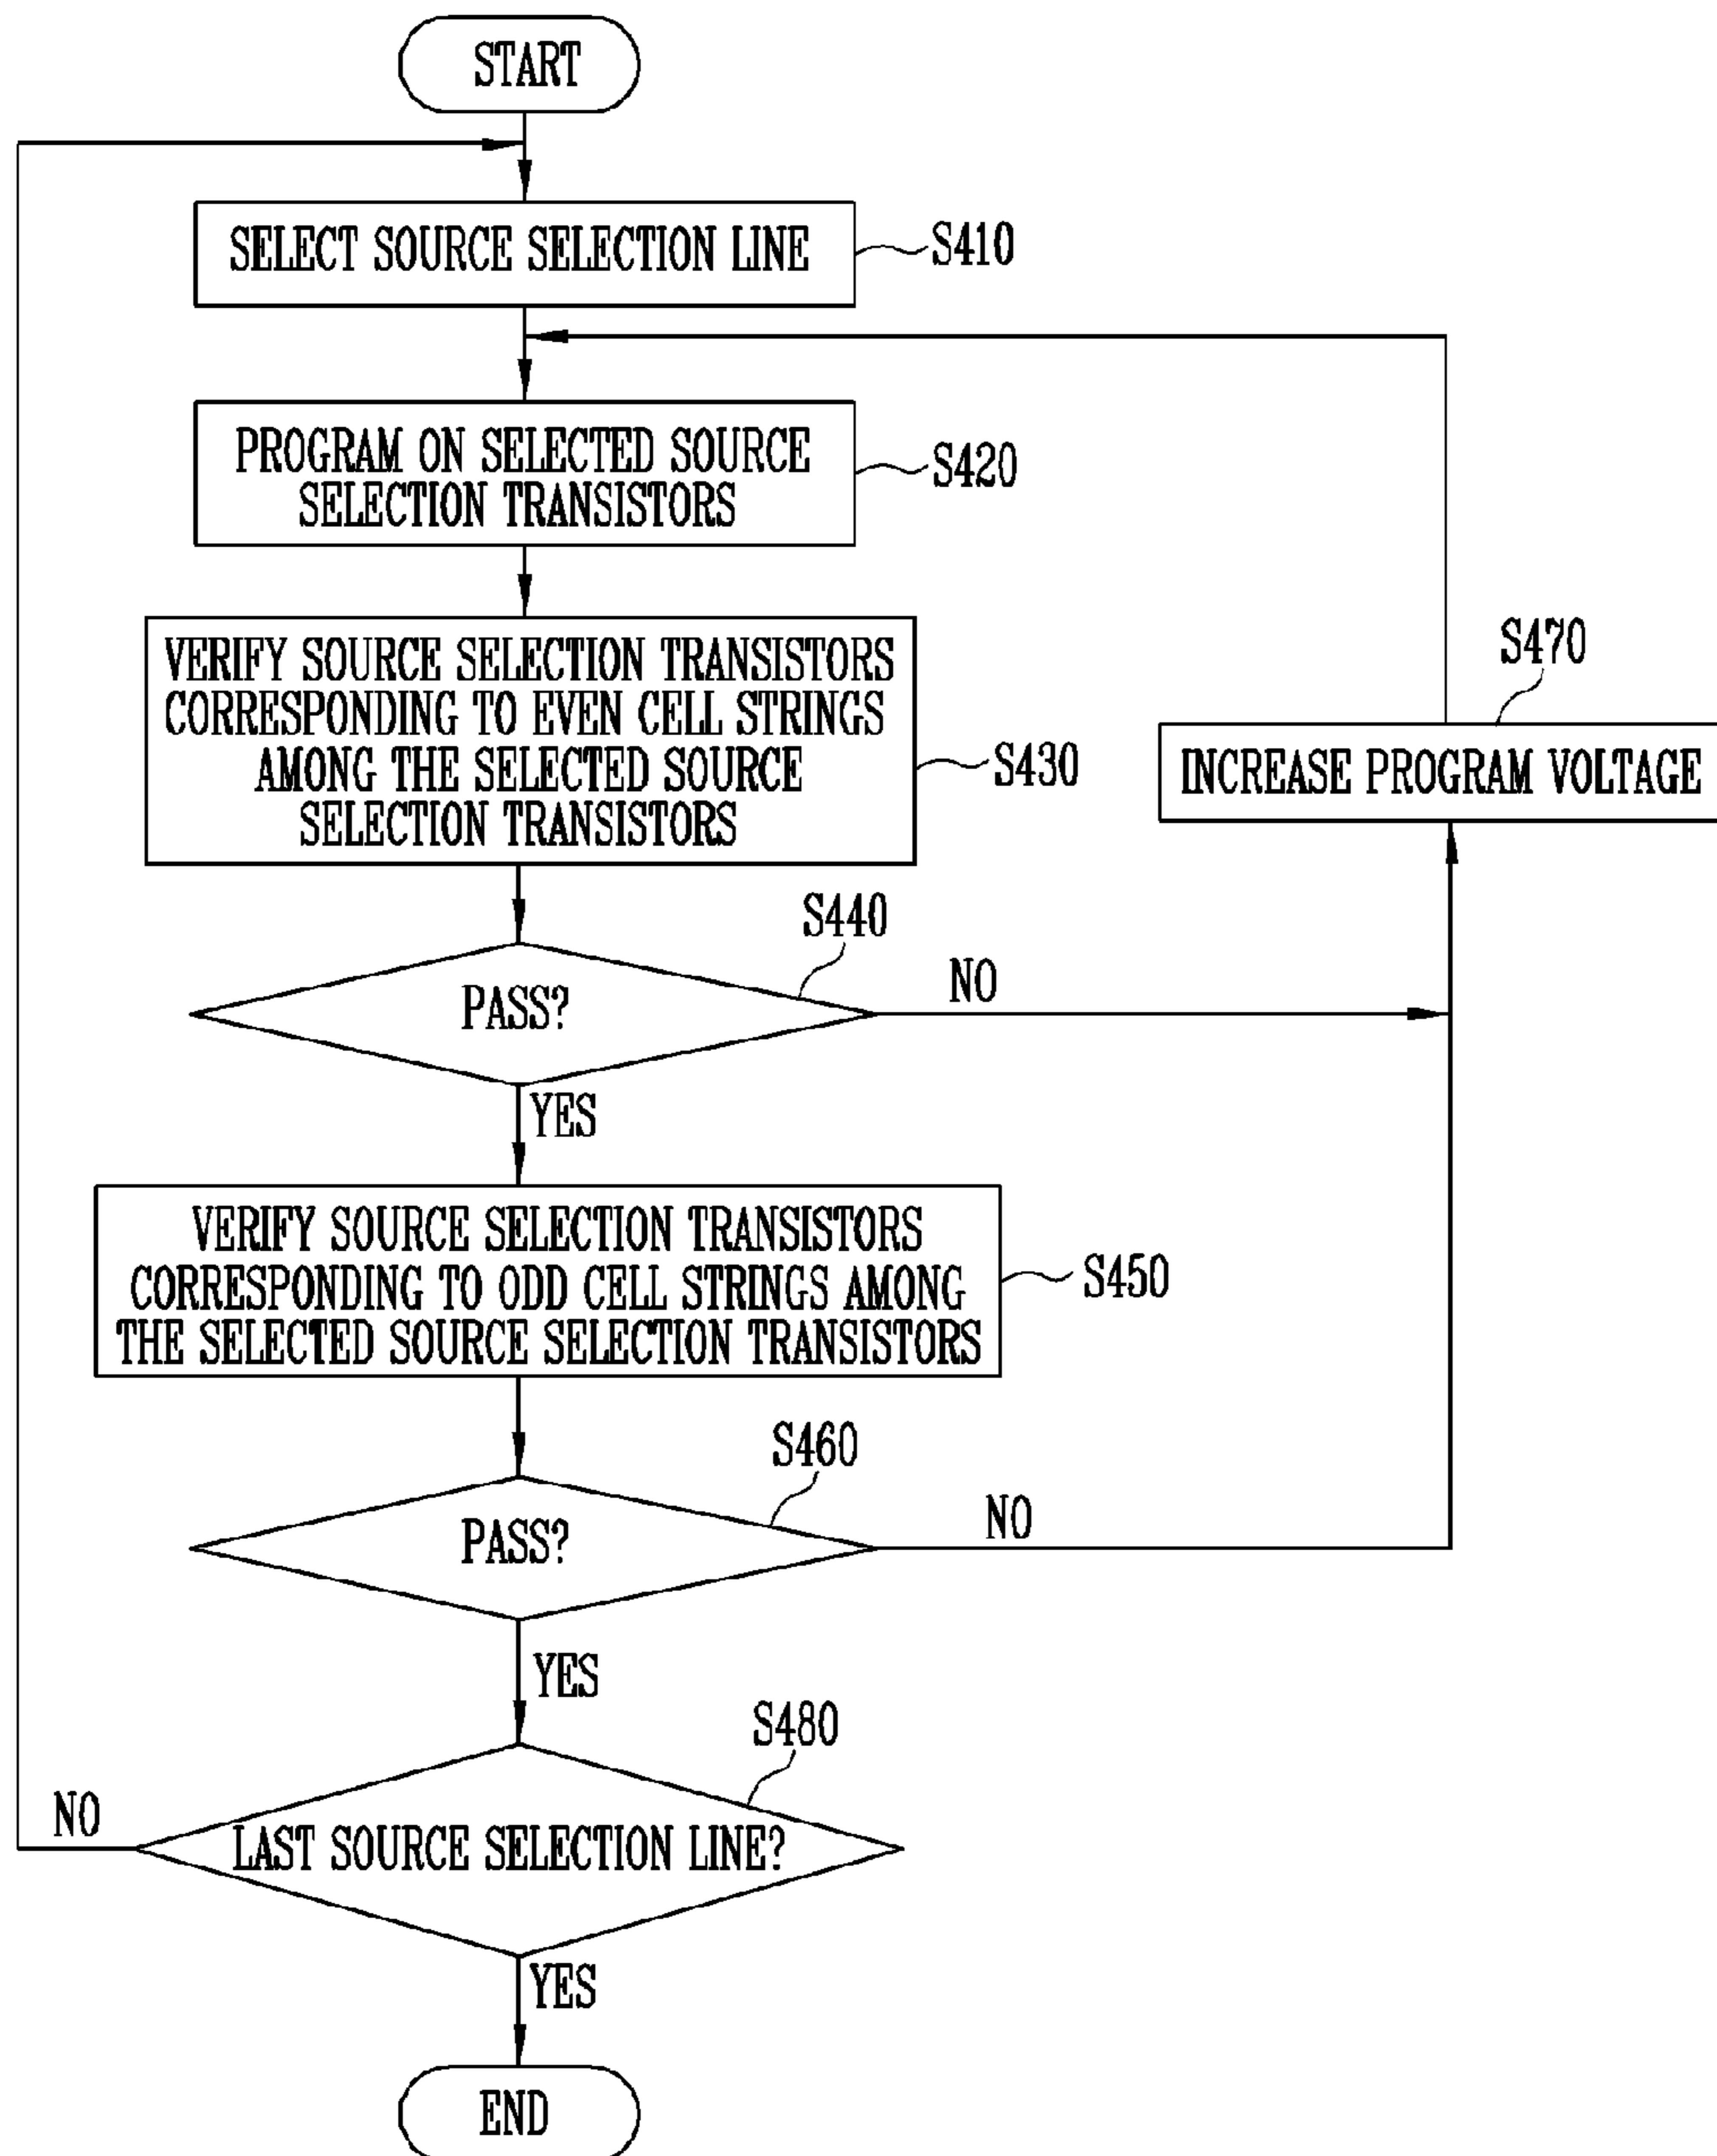 START
SELECT SOURCE SELECTION LINE
S410
PROGRAM ON SELECTED SOURCE
SELECTION TRANSISTORS
S420
VERIFY SOURCE SELECTION TRANSISTORS
CORRESPONDING TO EVEN CELL STRINGS
AMONG THE SELECTED SOURCE
SELECTION TRANSISTORS
S430
S470
INCREASE PROGRAM VOLTAGE
S440
PASS?
NO
YES
VERIFY SOURCE SELECTION TRANSISTORS
CORRESPONDING TO ODD CELL STRINGS AMONG
THE SELECTED SOURCE SELECTION TRANSISTORS
S450
S460
PASS?
NO
YES
S480
LAST SOURCE SELECTION LINE?
NO
YES
END